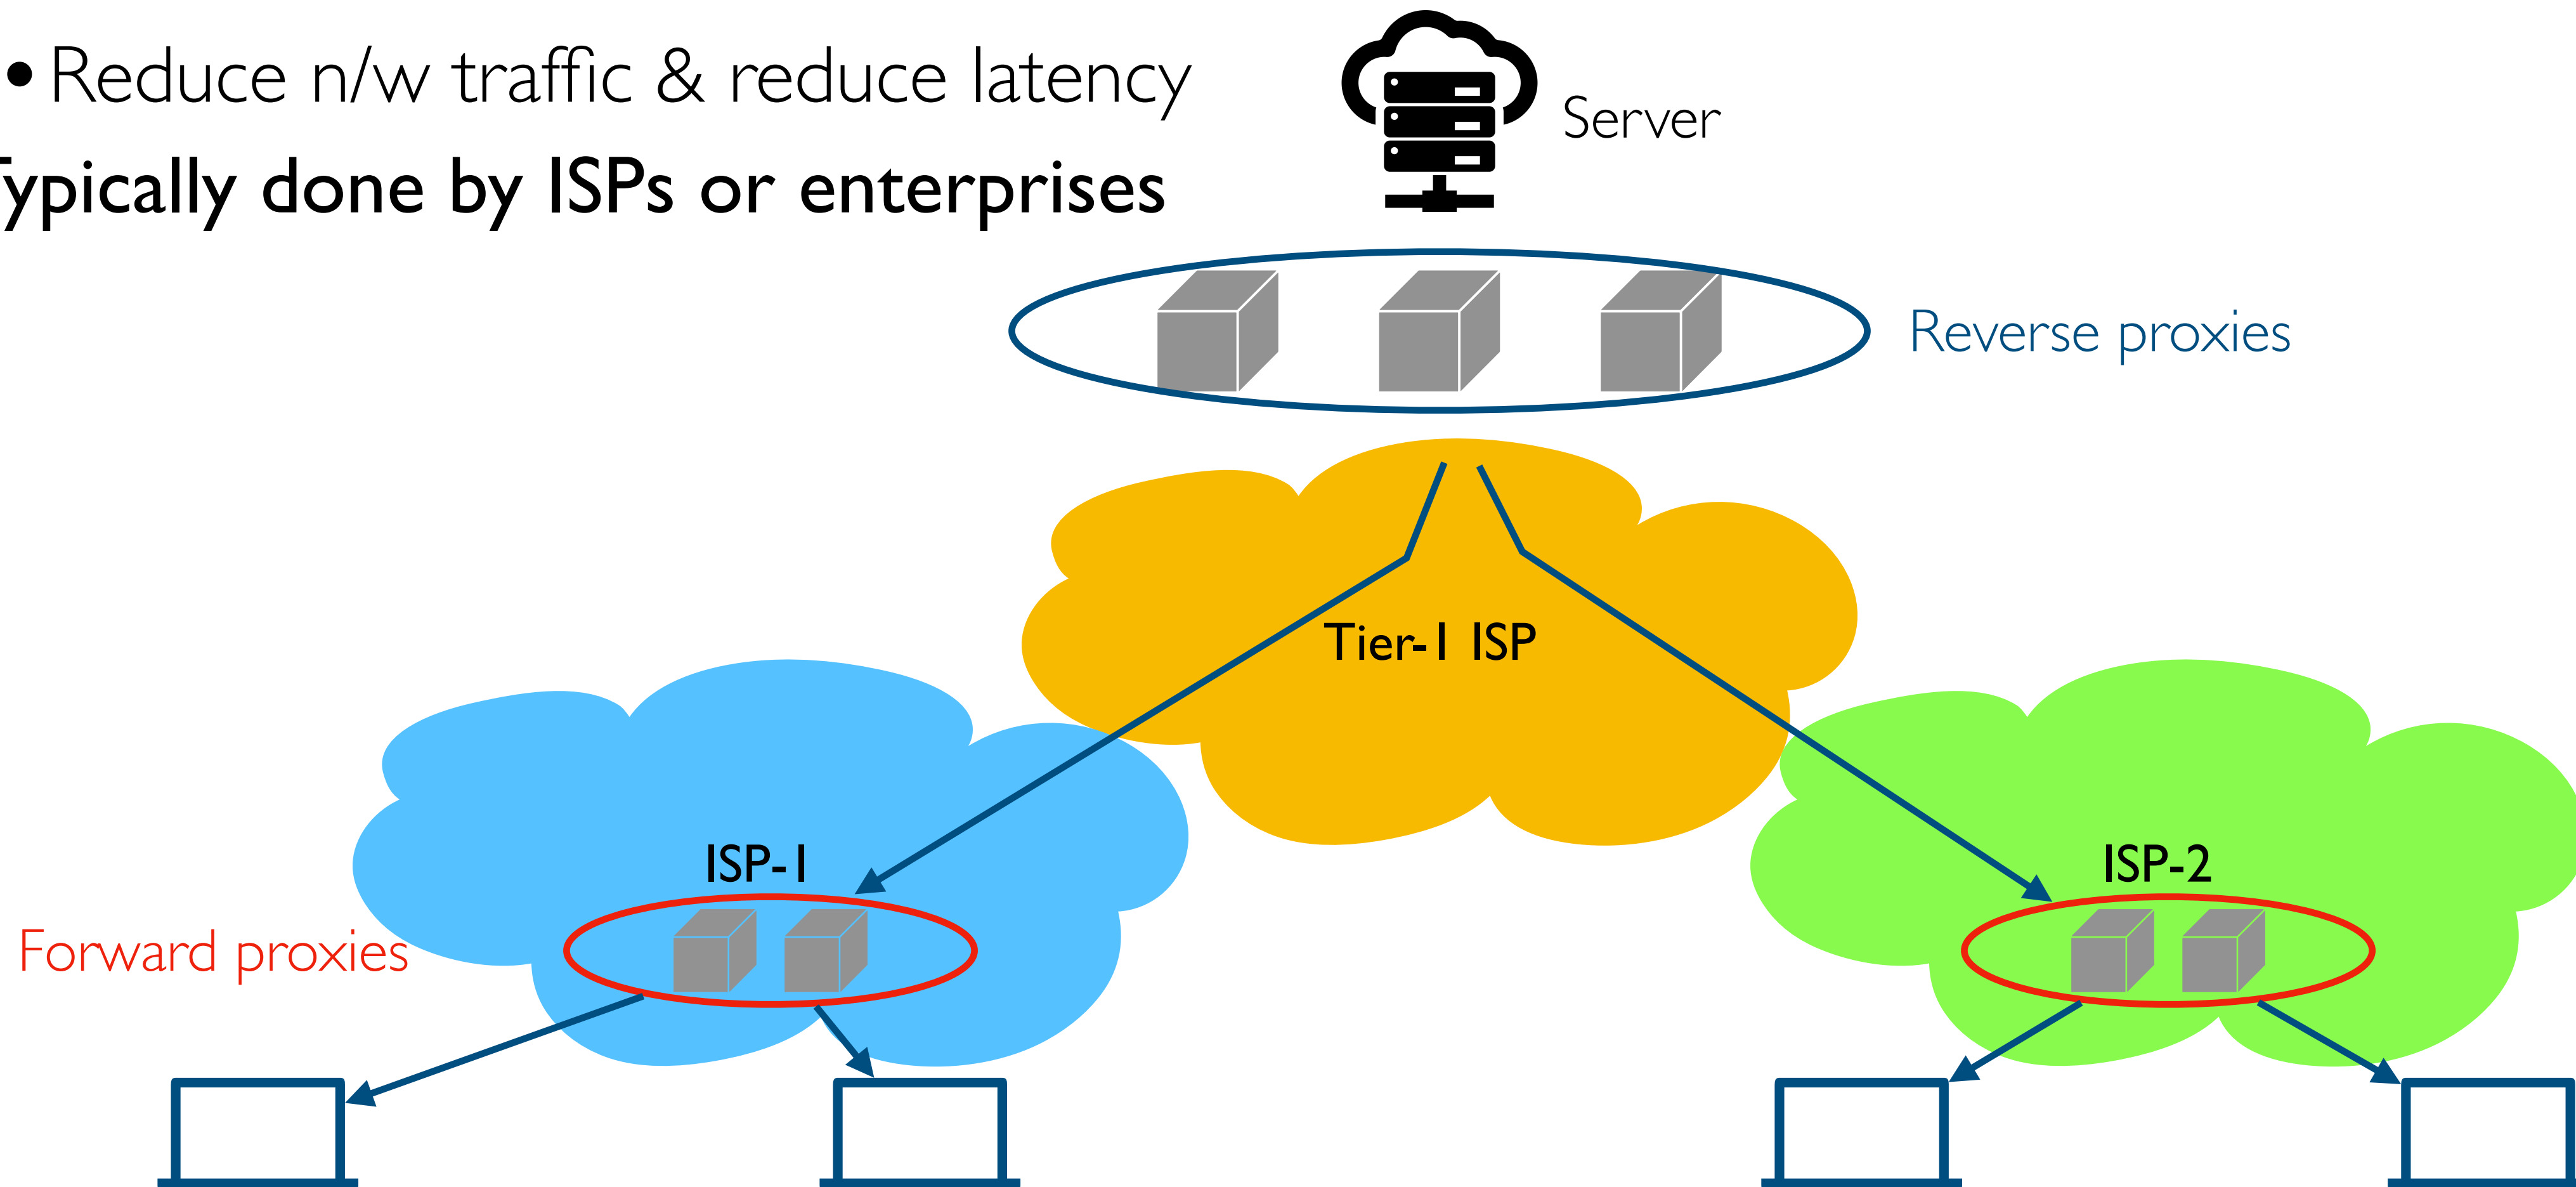 • Reduce n/w traffic & reduce latency
Typically done by ISPs or enterprises
Server
Reverse proxies
Tier-1 ISP
ISP-1
ISP-2
Forward proxies